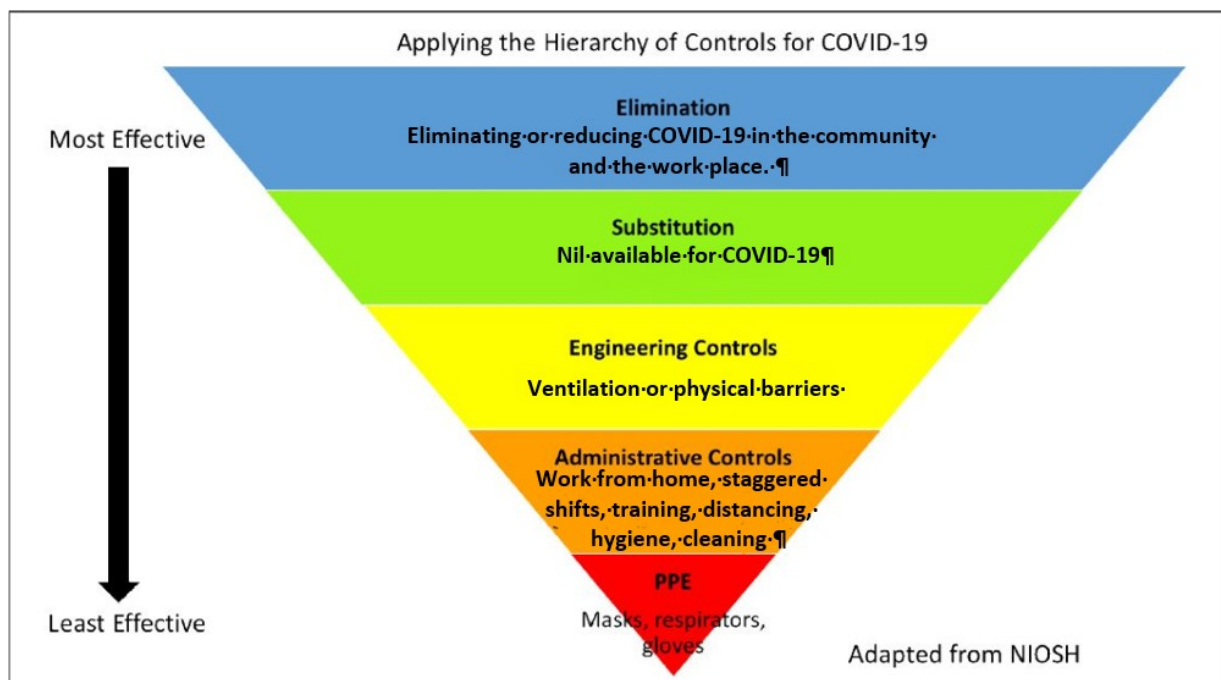 Applying the Hierarchy of Controls for COVID-19
Most Effective
Elimination
Eliminating·or·reducing·COVID-19·in·the·community·
and·the·work·place.·¶
Substitution
Nil·available·for·COVID-19¶
Engineering Controls
Ventilation·or·physical·barriers·
Administrative Controls
Work·from·home,·staggered·
shifts,·training,·distancing,·
hygiene,·cleaning·¶
PPE
Masks, respirators,
gloves
Least Effective
Adapted from NIOSH